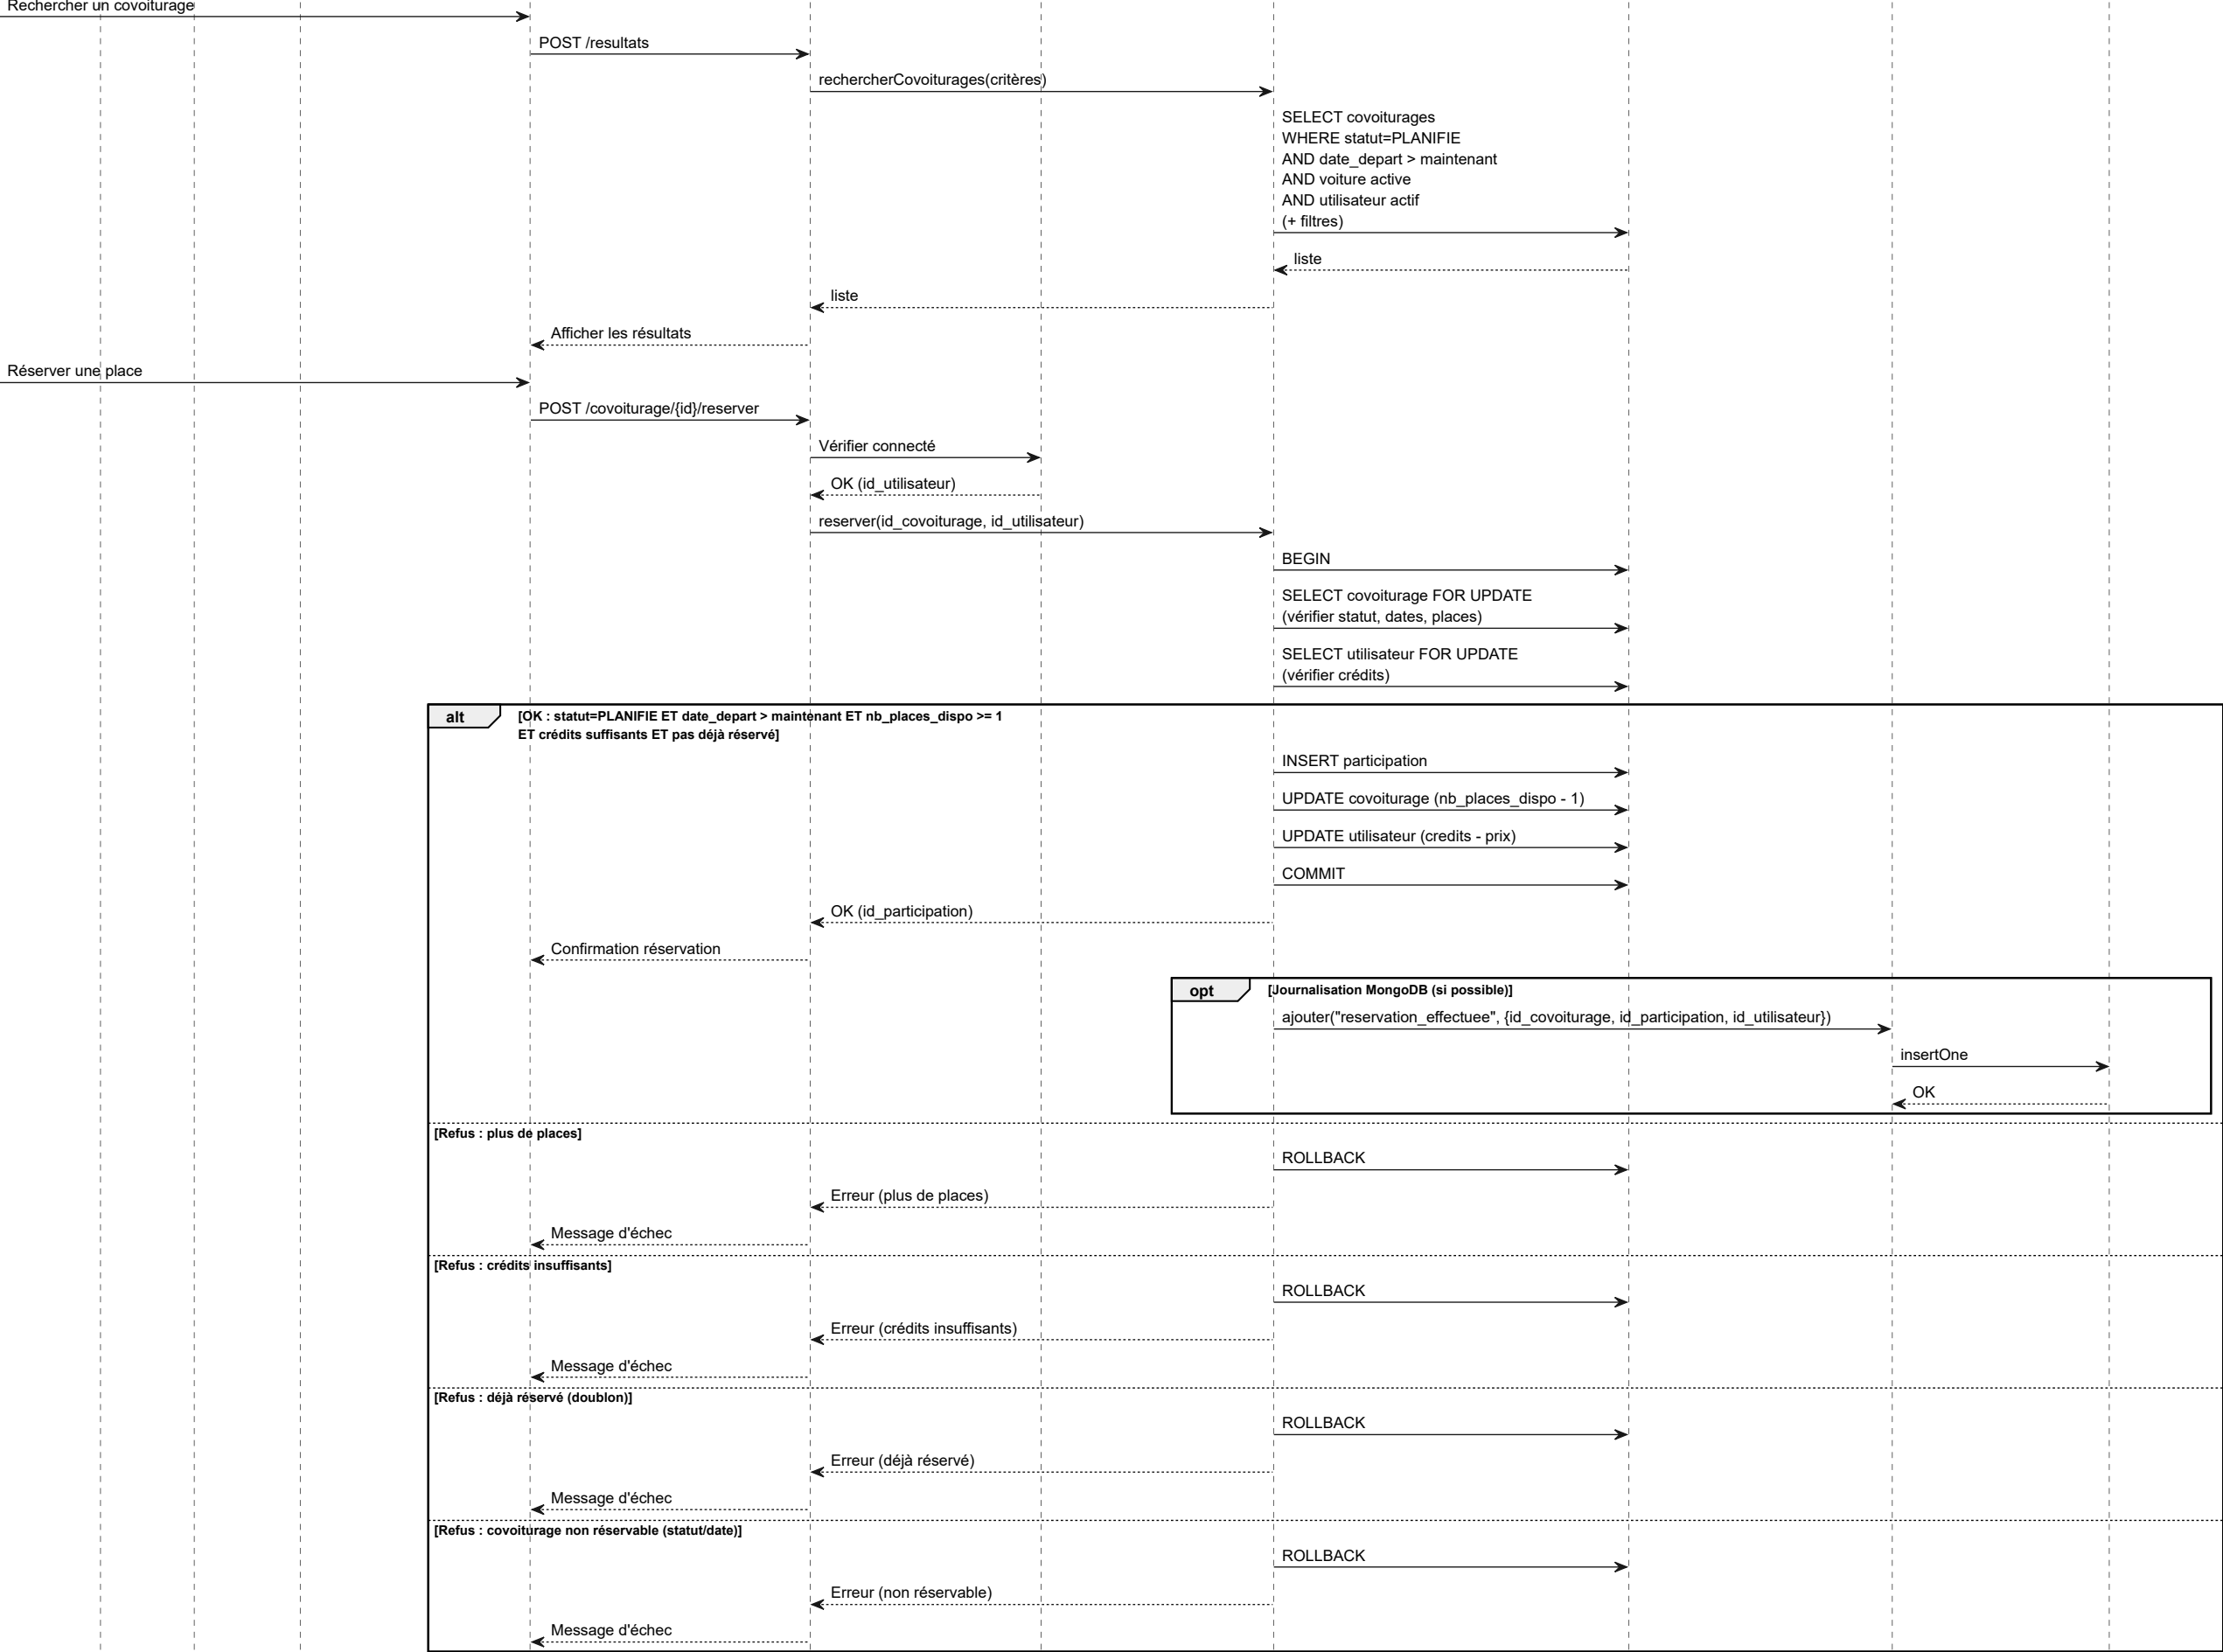 Rechercher un covoiturage
POST /resultats
rechercherCovoiturages(critères)
SELECT covoiturages
WHERE statut=PLANIFIE
AND date_depart > maintenant
AND voiture active
AND utilisateur actif
(+ filtres)
liste
liste
Afficher les résultats
Réserver une place
POST /covoiturage/{id}/reserver
Vérifier connecté
OK (id_utilisateur)
reserver(id_covoiturage, id_utilisateur)
BEGIN
SELECT covoiturage FOR UPDATE
(vérifier statut, dates, places)
SELECT utilisateur FOR UPDATE
(vérifier crédits)
alt
[OK : statut=PLANIFIE ET date_depart > maintenant ET nb_places_dispo >= 1
ET crédits suffisants ET pas déjà réservé]
INSERT participation
UPDATE covoiturage (nb_places_dispo - 1)
UPDATE utilisateur (credits - prix)
COMMIT
OK (id_participation)
Confirmation réservation
opt
[Journalisation MongoDB (si possible)]
ajouter("reservation_effectuee", {id_covoiturage, id_participation, id_utilisateur})
insertOne
OK
[Refus : plus de places]
ROLLBACK
Erreur (plus de places)
Message d'échec
[Refus : crédits insuffisants]
ROLLBACK
Erreur (crédits insuffisants)
Message d'échec
[Refus : déjà réservé (doublon)]
ROLLBACK
Erreur (déjà réservé)
Message d'échec
[Refus : covoiturage non réservable (statut/date)]
ROLLBACK
Erreur (non réservable)
Message d'échec